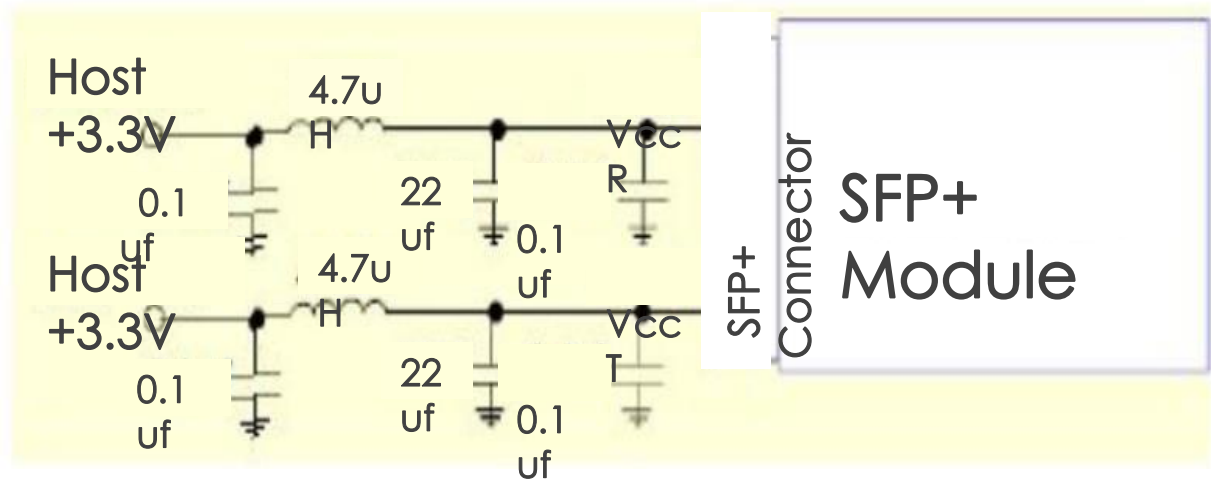 Host
+3.3V
4.7u
H
Vcc
R
0.1
uf
22
uf
0.1
uf
Host
+3.3V
4.7u
H
Vcc
T
0.1
uf
22
uf
0.1
uf
SFP+
Connector
SFP+
Module